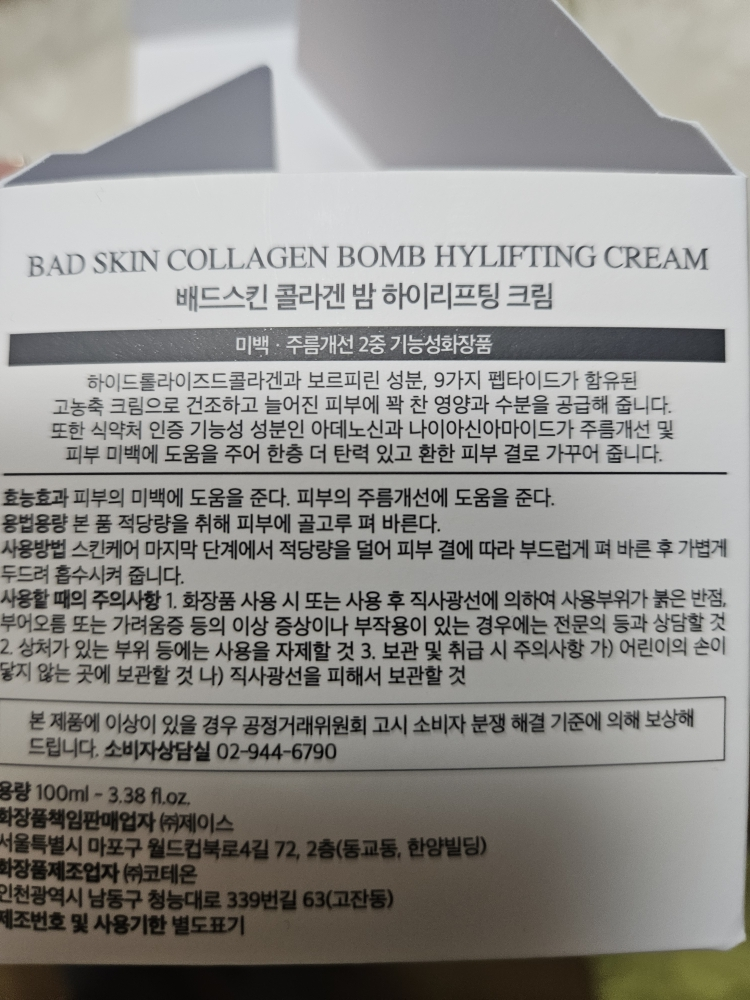 BAD SKIN COLLAGEN BOMB HYLIFTING CREAM
배드스킨 콜라겐 밤 하이리프팅 크림
미백 · 주름개선 2중 기능성화장품
하이드롤라이즈드콜라겐과 보르피린 성분, 9가지 펩타이드가 함유된
고농축 크림으로 건조하고 늘어진 피부에 꽉 찬 영양과 수분을 공급해 줍니다.
또한 식약처 인증 기능성 성분인 아데노신과 나이아신아마이드가 주름개선 및
피부 미백에 도움을 주어 한층 더 탄력 있고 환한 피부 결로 가꾸어 줍니다.
효능효과 피부의 미백에 도움을 준다. 피부의 주름개선에 도움을 준다.
용법용량 본 품 적당량을 취해 피부에 골고루 펴 바른다.
사용방법 스킨케어 마지막 단계에서 적당량을 덜어 피부 결에 따라 부드럽게 펴 바른 후 가볍게
두드려 흡수시켜 줍니다.
사용할 때의 주의사항 1. 화장품 사용 시 또는 사용 후 직사광선에 의하여 사용부위가 붉은 반점,
부어오름 또는 가려움증 등의 이상 증상이나 부작용이 있는 경우에는 전문의 등과 상담할 것
2. 상처가 있는 부위 등에는 사용을 자제할 것 3. 보관 및 취급 시 주의사항 가) 어린이의 손이
닿지 않는 곳에 보관할 것 나) 직사광선을 피해서 보관할 것
본 제품에 이상이 있을 경우 공정거래위원회 고시 소비자 분쟁 해결 기준에 의해 보상해
드립니다. 소비자상담실 02-944-6790
용량 100ml - 3.38 fl.oz.
화장품책임판매업자 ㈜제이스
서울특별시 마포구 월드컵북로4길 72, 2층(동교동, 한양빌딩)
화장품제조업자 ㈜코테온
인천광역시 남동구 청능대로 339번길 63(고잔동)
제조번호 및 사용기한 별도표기